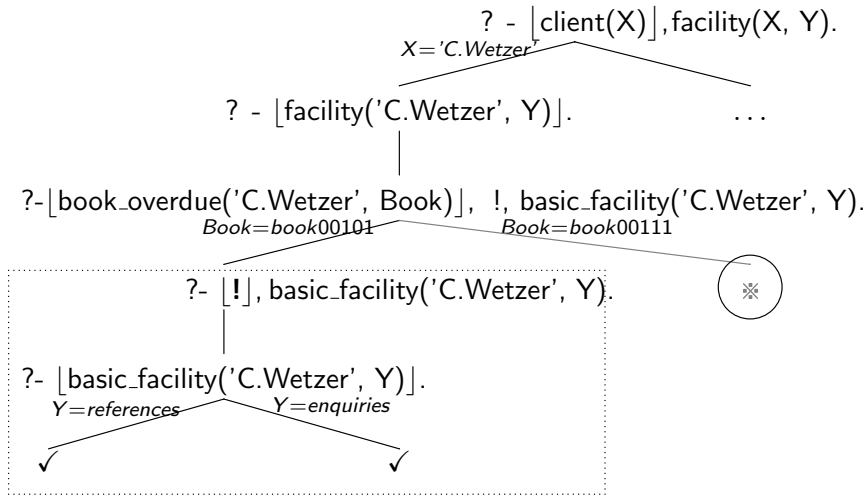 ? - ⌊client(X)⌋,facility(X, Y).
X='C.Wetzer'
? - ⌊facility('C.Wetzer', Y)⌋. ...
?-⌊book_overdue('C.Wetzer', Book)⌋, !, basic_facility('C.Wetzer', Y).
Book=book00101 Book=book00111
?- ⌊!⌋, basic_facility('C.Wetzer', Y). ※
?- ⌊basic_facility('C.Wetzer', Y)⌋.
Y=references Y=enquiries
✓ ✓